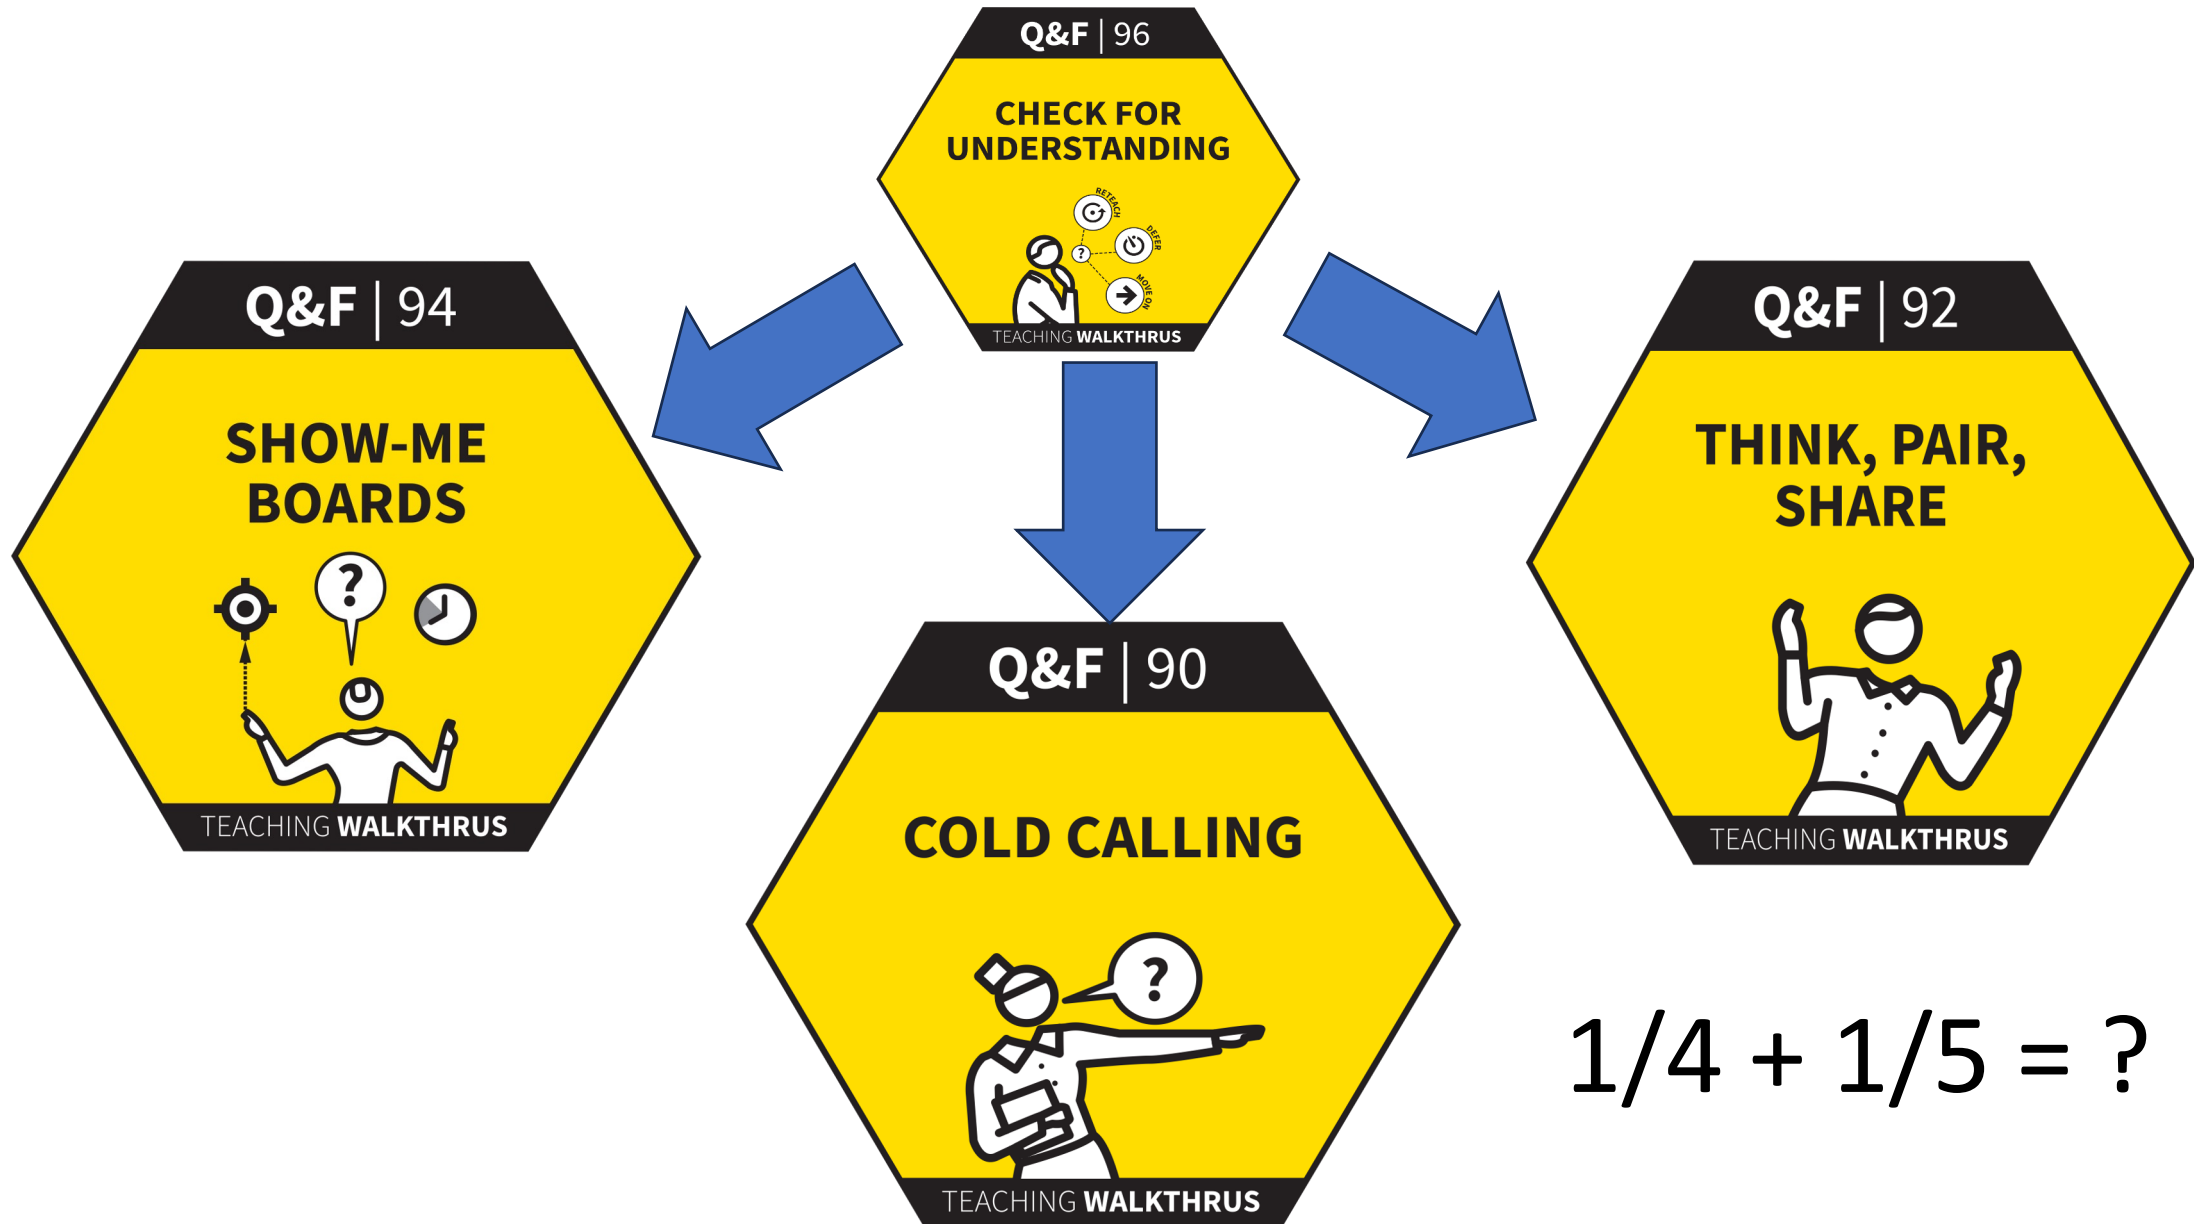 Q&F | 96
CHECK FOR
UNDERSTANDING
RETEACH
?
DEFER
MOVE ON
TEACHING WALKTHRUS
Q&F | 94
SHOW-ME
BOARDS
?
TEACHING WALKTHRUS
Q&F | 90
COLD CALLING
?
TEACHING WALKTHRUS
Q&F | 92
THINK, PAIR,
SHARE
TEACHING WALKTHRUS
1/4 + 1/5 = ?